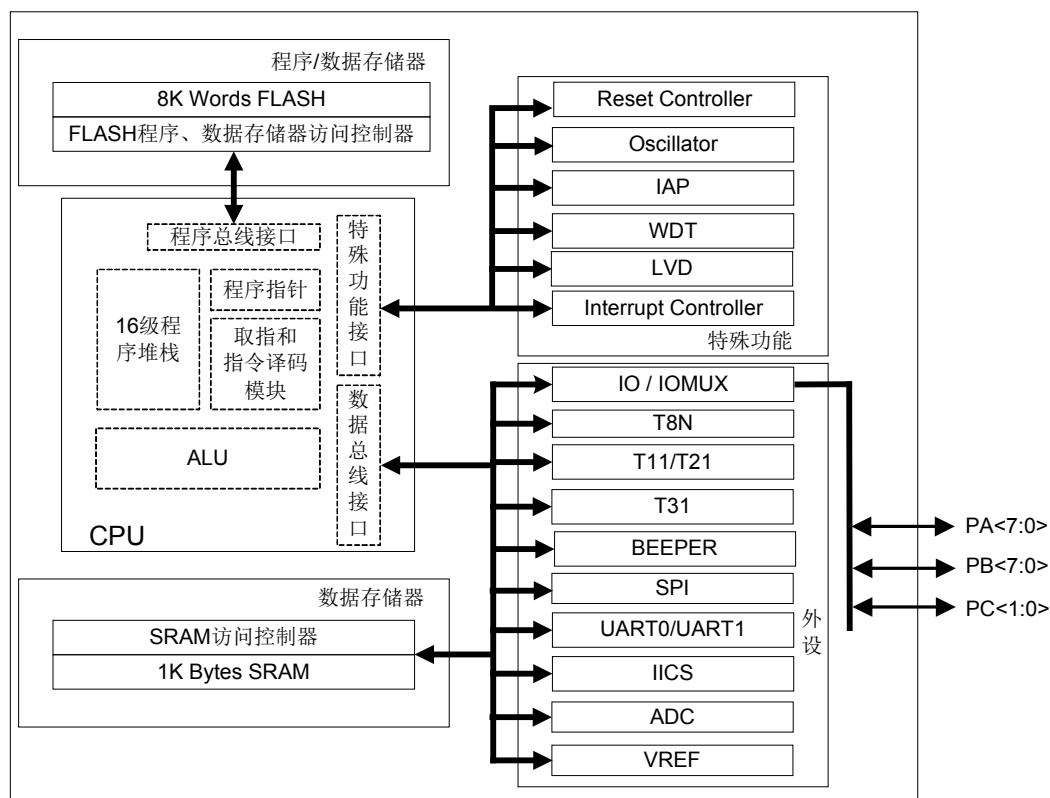 程序/数据存储器
8K Words FLASH
FLASH程序、数据存储器访问控制器
程序总线接口
特殊功能接口
程序指针
16级程
序堆栈
取指和
指令译码
模块
ALU
数据总线接口
CPU
数据存储器
SRAM访问控制器
1K Bytes SRAM
Reset Controller
Oscillator
IAP
WDT
LVD
Interrupt Controller
特殊功能
IO / IOMUX
T8N
T11/T21
T31
BEEPER
SPI
UART0/UART1
IICS
ADC
VREF
外设
PA<7:0>
PB<7:0>
PC<1:0>